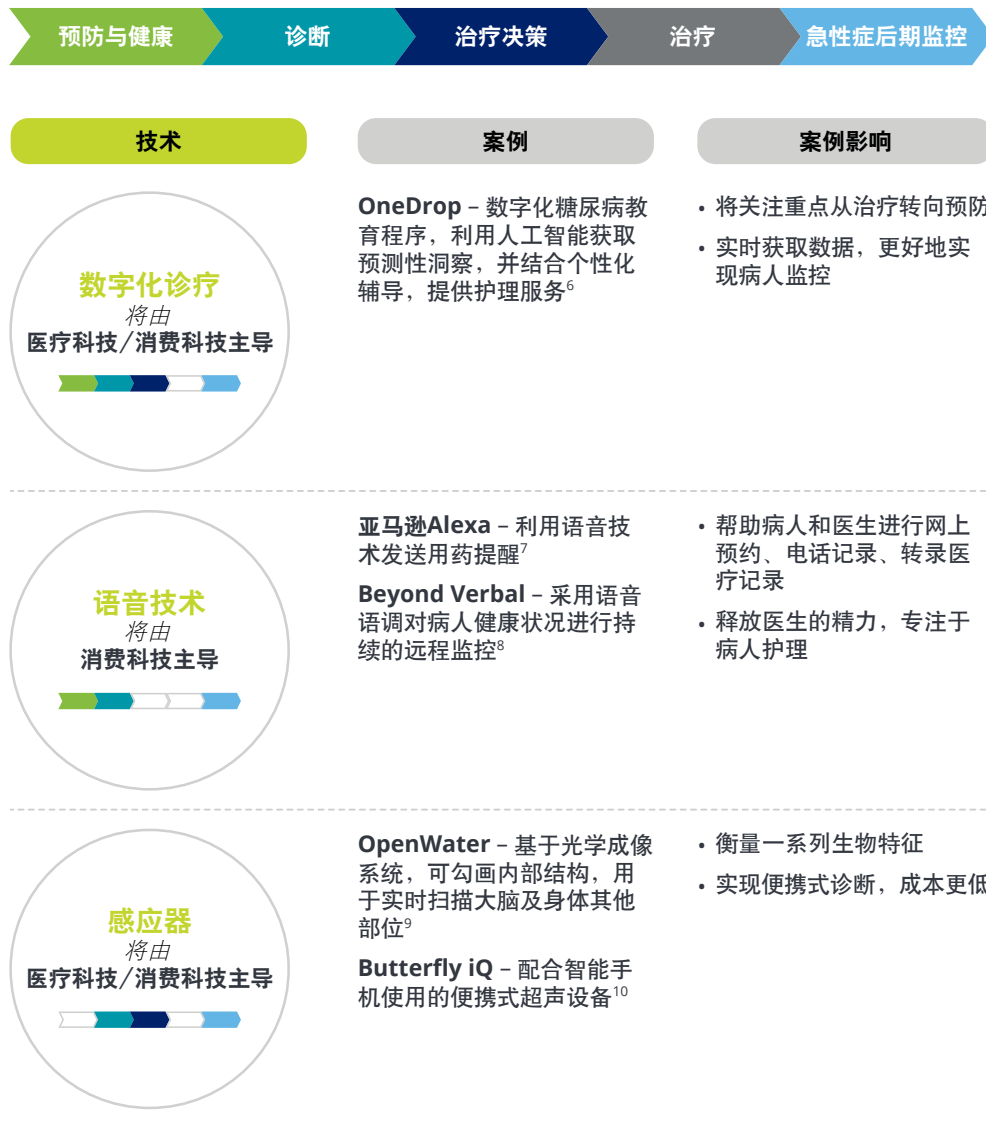 预防与健康
诊断
治疗决策
治疗
急性症后期监控
技术
案例
案例影响
数字化诊疗
将由
医疗科技/消费科技主导
OneDrop – 数字化糖尿病教
育程序，利用人工智能获取
预测性洞察，并结合个性化
辅导，提供护理服务⁶
• 将关注重点从治疗转向预防
• 实时获取数据，更好地实
现病人监控
语音技术
将由
消费科技主导
亚马逊Alexa – 利用语音技
术发送用药提醒⁷
Beyond Verbal – 采用语音
语调对病人健康状况进行持
续的远程监控⁸
• 帮助病人和医生进行网上
预约、电话记录、转录医
疗记录
• 释放医生的精力，专注于
病人护理
感应器
将由
医疗科技/消费科技主导
OpenWater – 基于光学成像
系统，可勾画内部结构，用
于实时扫描大脑及身体其他
部位⁹
Butterfly iQ – 配合智能手
机使用的便携式超声设备¹⁰
• 衡量一系列生物特征
• 实现便携式诊断，成本更低